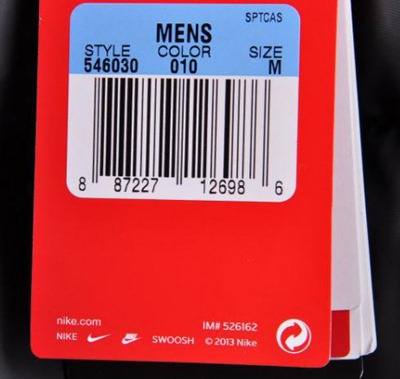 SPTCAS
MENS
STYLE COLOR SIZE
546030 010 M
8 87227 12698 6
nike.com IM# 526162
NIKE SWOOSH © 2013 Nike